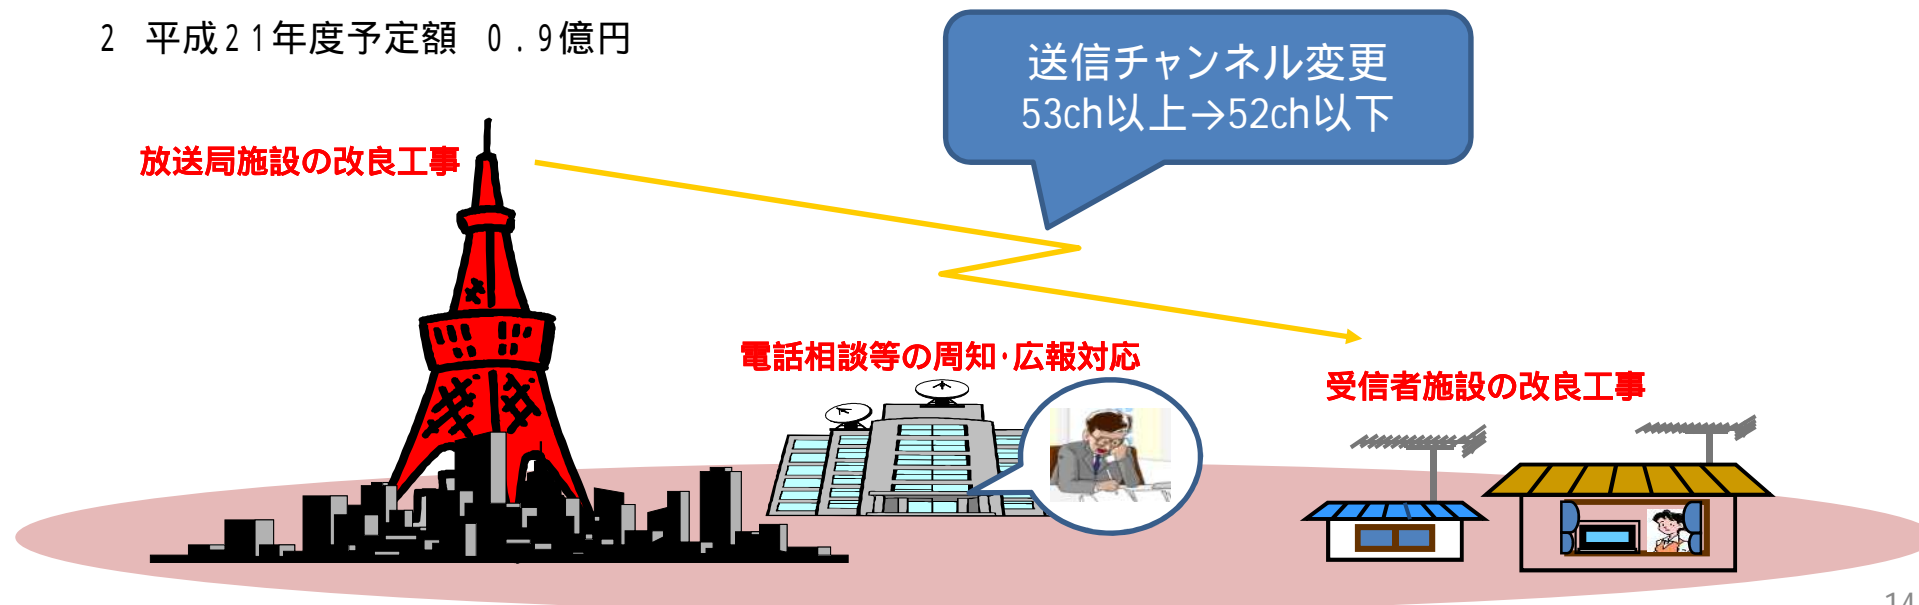 2 平成21年度予定額 0.9億円
送信チャンネル変更
53ch以上→52ch以下
放送局施設の改良工事
電話相談等の周知・広報対応
受信者施設の改良工事
14